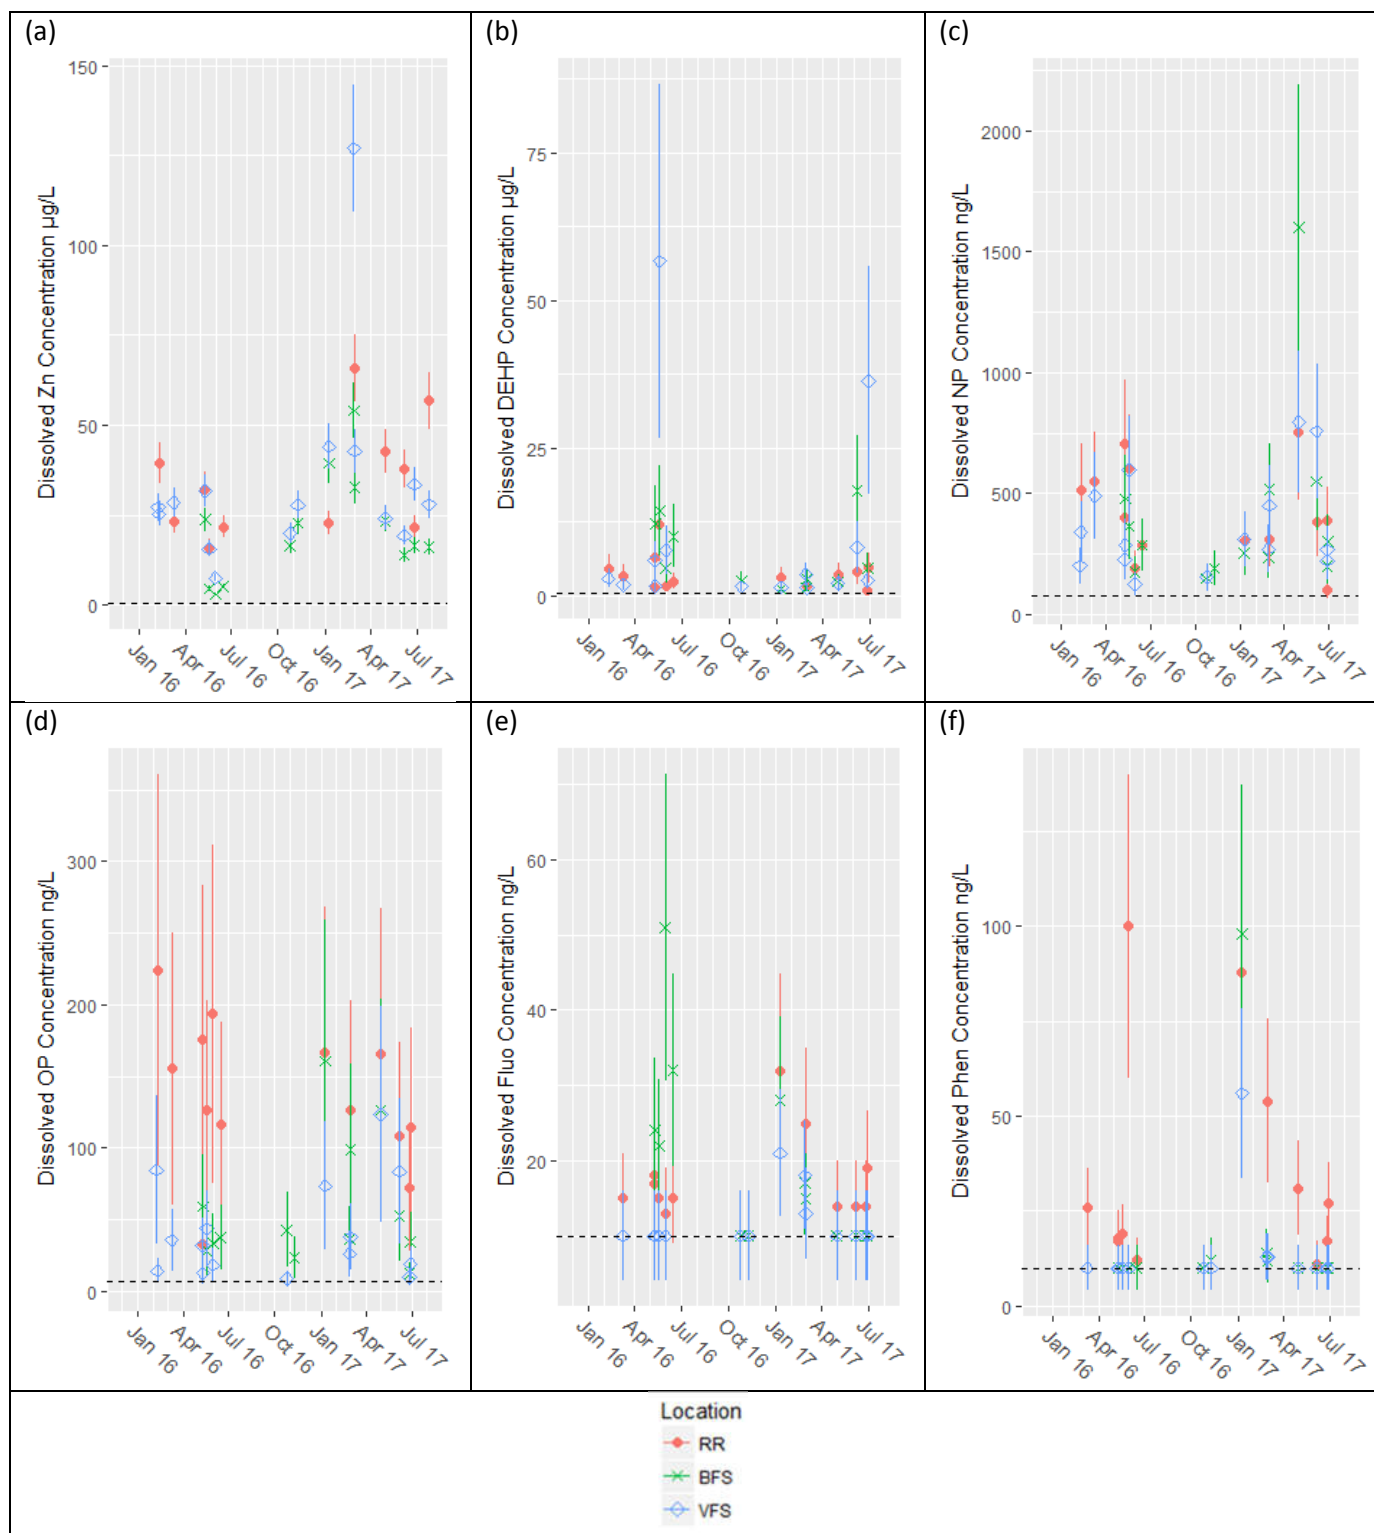 (a)
Dissolved Zn Concentration µg/L
150
100
50
0
Jan 16
Apr 16
Jul 16
Oct 16
Jan 17
Apr 17
Jul 17
(b)
Dissolved DEHP Concentration µg/L
75
50
25
0
Jan 16
Apr 16
Jul 16
Oct 16
Jan 17
Apr 17
Jul 17
(c)
Dissolved NP Concentration ng/L
2000
1500
1000
500
0
Jan 16
Apr 16
Jul 16
Oct 16
Jan 17
Apr 17
Jul 17
(d)
Dissolved OP Concentration ng/L
300
200
100
0
Jan 16
Apr 16
Jul 16
Oct 16
Jan 17
Apr 17
Jul 17
(e)
Dissolved Fluo Concentration ng/L
60
40
20
Jan 16
Apr 16
Jul 16
Oct 16
Jan 17
Apr 17
Jul 17
(f)
Dissolved Phen Concentration ng/L
100
50
0
Jan 16
Apr 16
Jul 16
Oct 16
Jan 17
Apr 17
Jul 17
Location
RR
BFS
VFS